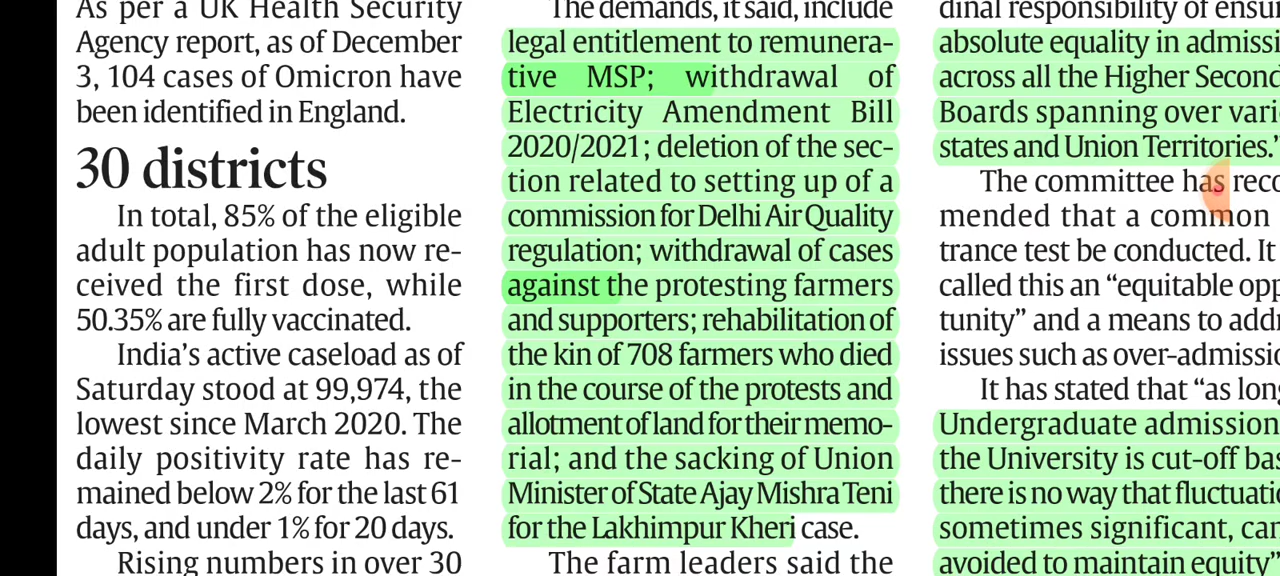 As per a UK Health Security
Agency report, as of December
3, 104 cases of Omicron have
been identified in England.
30 districts
In total, 85% of the eligible
adult population has now re-
ceived the first dose, while
50.35% are fully vaccinated.
India's active caseload as of
Saturday stood at 99,974, the
lowest since March 2020. The
daily positivity rate has re-
mained below 2% for the last 61
days, and under 1% for 20 days.
Rising numbers in over 30
The demands, it said, include
legal entitlement to remunera-
tive MSP; withdrawal of
Electricity Amendment Bill
2020/2021; deletion of the sec-
tion related to setting up of a
commission for Delhi Air Quality
regulation; withdrawal of cases
against the protesting farmers
and supporters; rehabilitation of
the kin of 708 farmers who died
in the course of the protests and
allotment of land for their memo-
rial; and the sacking of Union
Minister of State Ajay Mishra Teni
for the Lakhimpur Kheri case.
The farm leaders said the
dinal responsibility of ensu
absolute equality in admissi
across all the Higher Second
Boards spanning over vari
states and Union Territories."
The committee has reco
mended that a common
trance test be conducted. It
called this an "equitable opp
tunity" and a means to addr
issues such as over-admissio
It has stated that "as long
Undergraduate admission
the University is cut-off bas
there is no way that fluctuatio
sometimes significant, can
avoided to maintain equity"